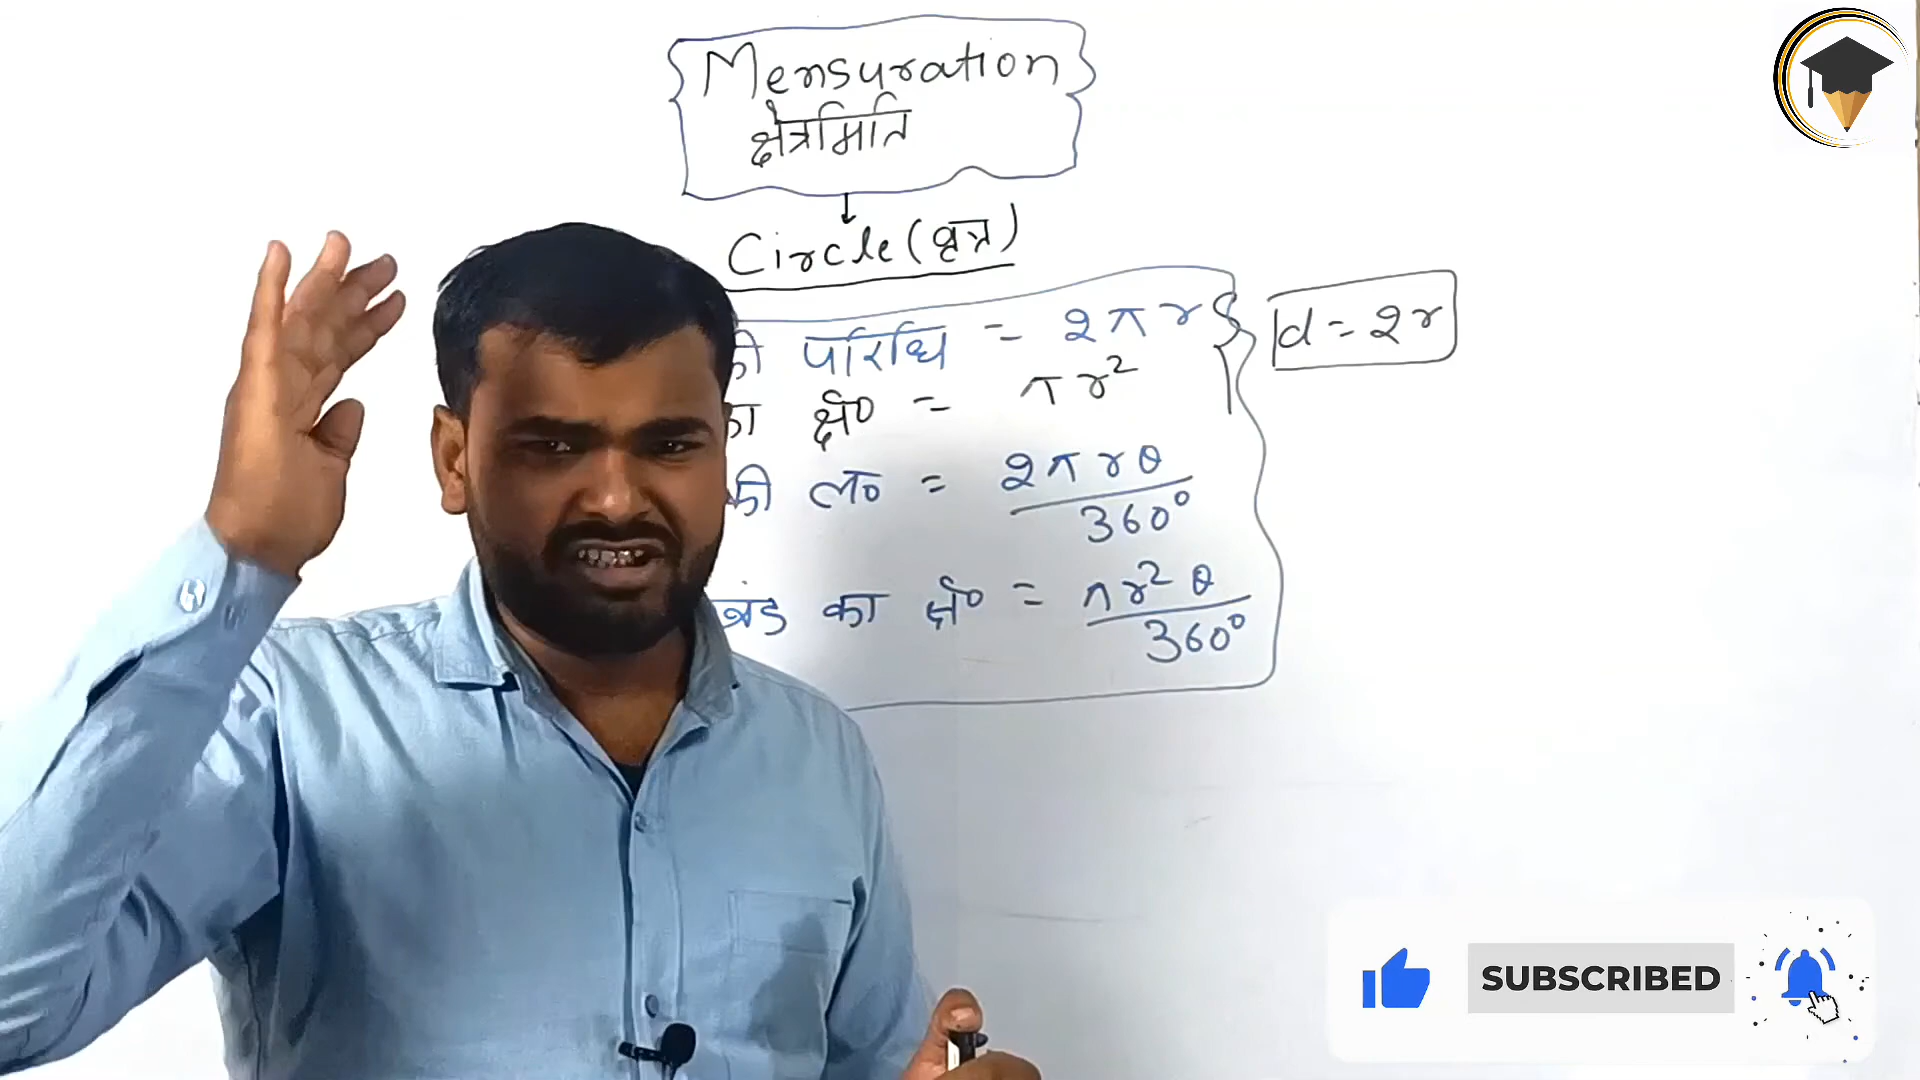 Mensuration
क्षेत्रमिति
Circle (वृत्त)
की परिधि = 2πr
d = 2r
का क्षे० = πr²
की ल० = 2πrθ / 360°
खंड का क्षे० = πr²θ / 360°
SUBSCRIBED